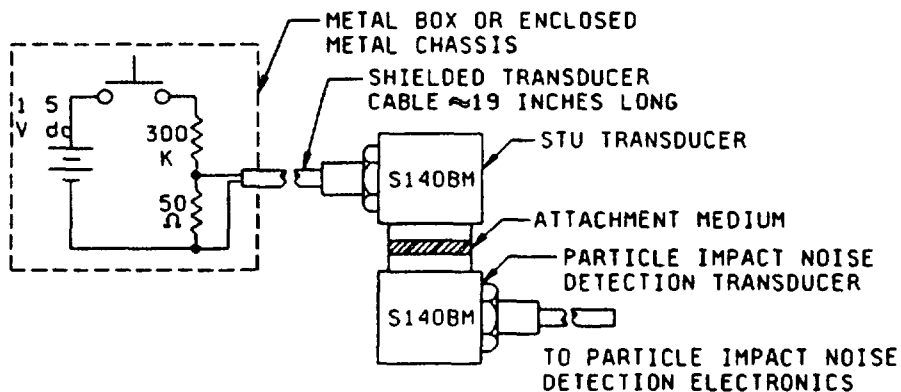 METAL BOX OR ENCLOSED
METAL CHASSIS
SHIELDED TRANSDUCER
CABLE ≈19 INCHES LONG
1 5
V dc
300
K
50
Ω
S140BM
STU TRANSDUCER
ATTACHMENT MEDIUM
PARTICLE IMPACT NOISE
DETECTION TRANSDUCER
S140BM
TO PARTICLE IMPACT NOISE
DETECTION ELECTRONICS